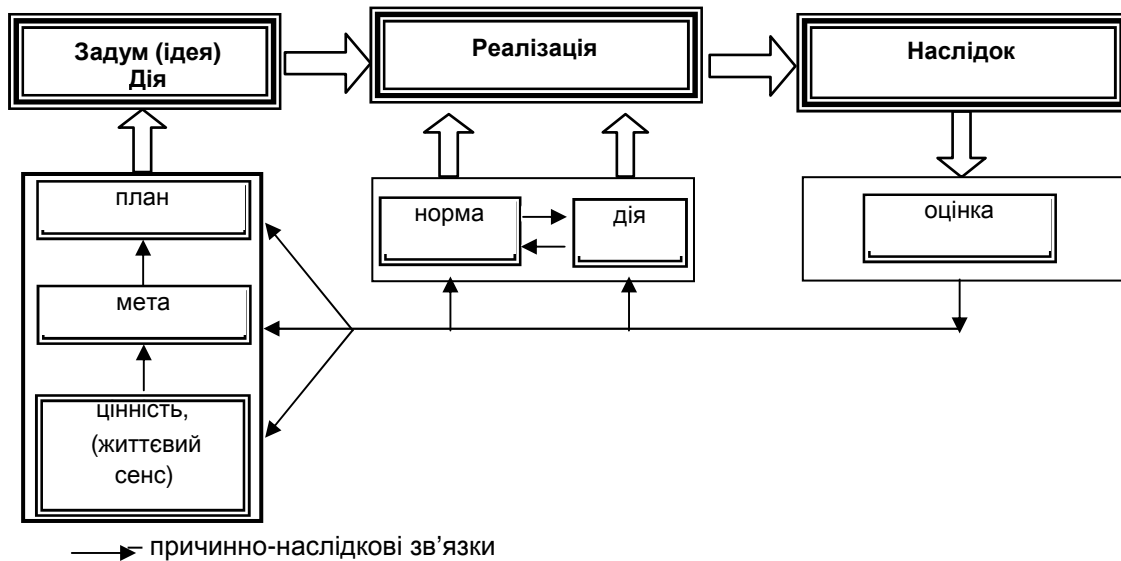 Задум (ідея)
Дія
Реалізація
Наслідок
план
мета
цінність,
(життєвий
сенс)
норма
дія
оцінка
– причинно-наслідкові зв’язки